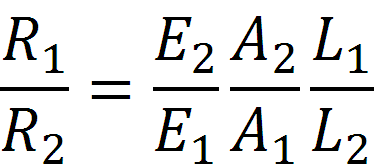 R₁/R₂ = E₂/E₁ A₂/A₁ L₁/L₂